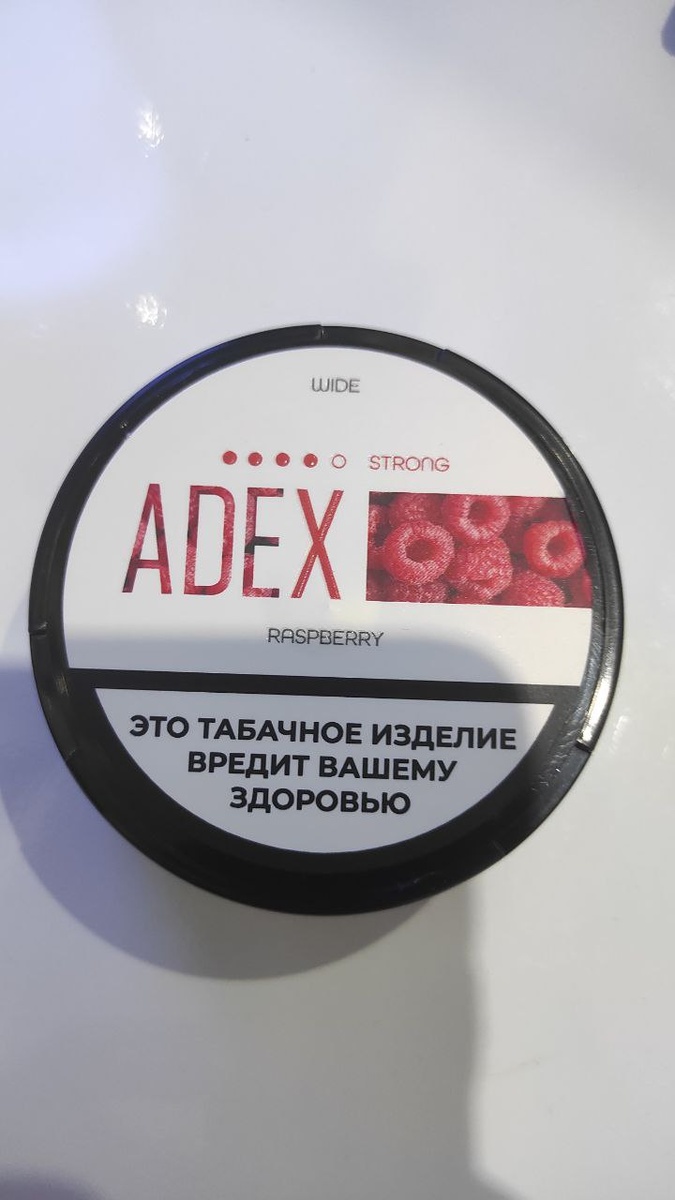 WIDE
STRONG
ADEX
RASPBERRY
ЭТО ТАБАЧНОЕ ИЗДЕЛИЕ
ВРЕДИТ ВАШЕМУ
ЗДОРОВЬЮ